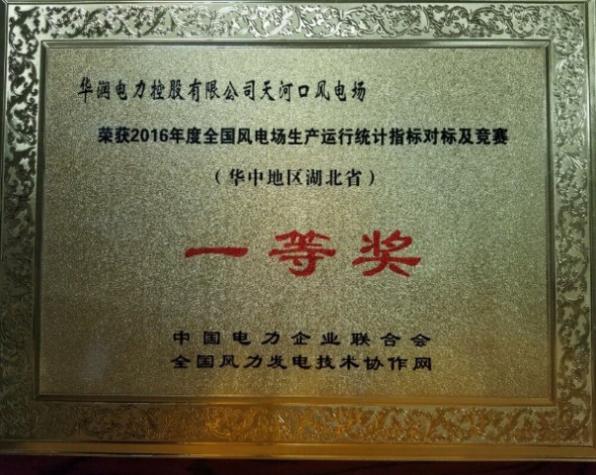 华润电力控股有限公司天河口风电场
荣获2016年度全国风电场生产运行统计指标对标及竞赛
（华中地区湖北省）
一等奖
中国电力企业联合会
全国风力发电技术协作网